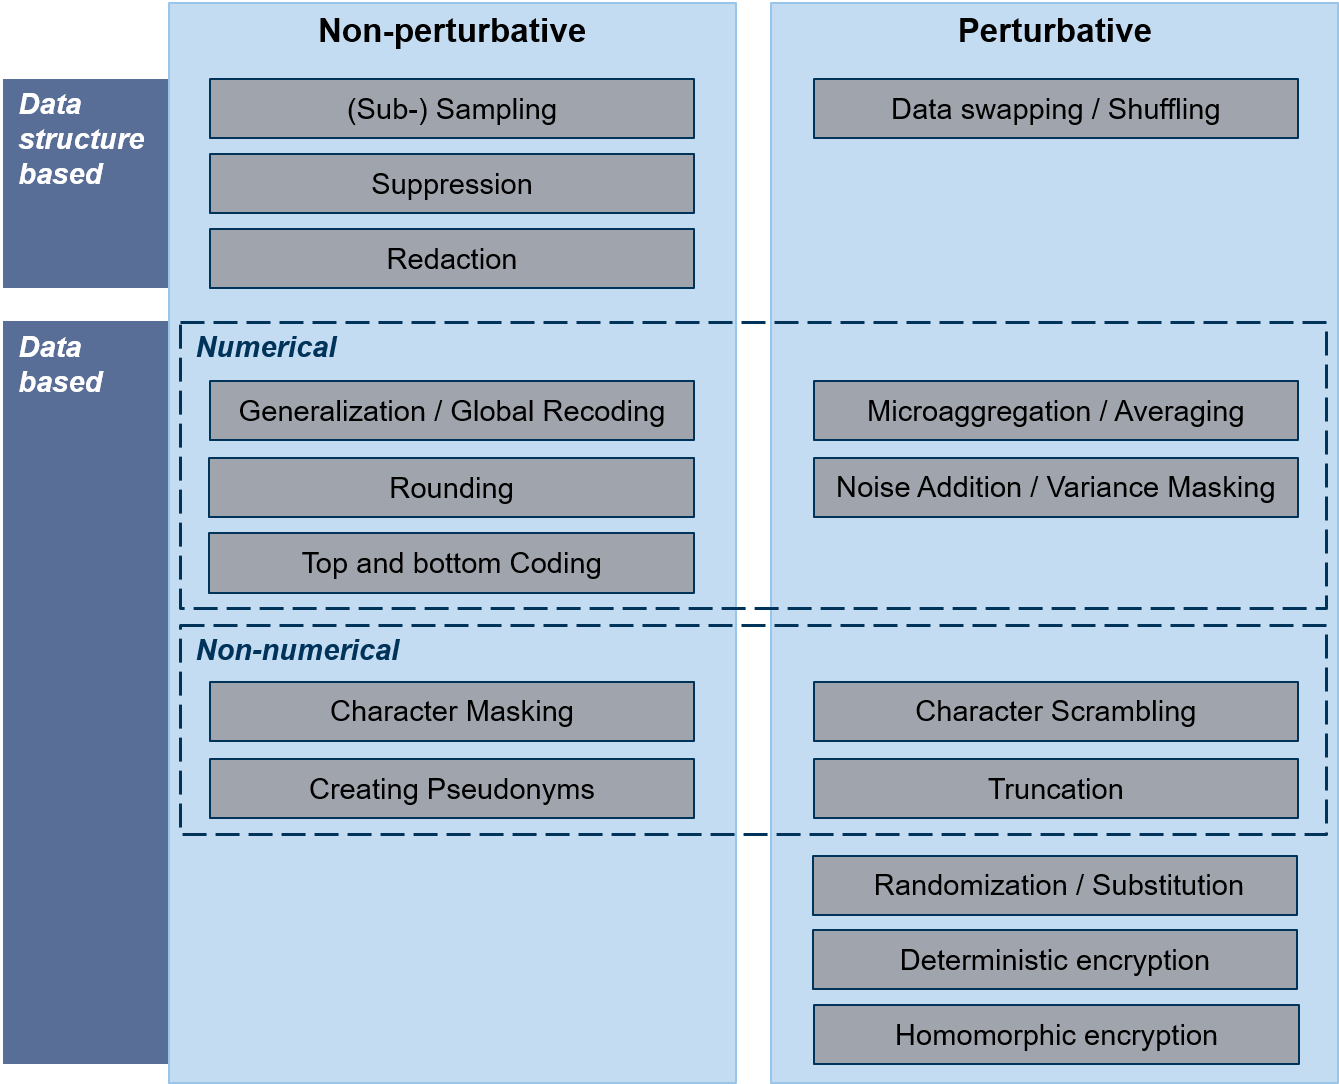 Non-perturbative
Perturbative
Data
structure
based
(Sub-) Sampling
Data swapping / Shuffling
Suppression
Redaction
Data
based
Numerical
Generalization / Global Recoding
Microaggregation / Averaging
Rounding
Noise Addition / Variance Masking
Top and bottom Coding
Non-numerical
Character Masking
Character Scrambling
Creating Pseudonyms
Truncation
Randomization / Substitution
Deterministic encryption
Homomorphic encryption